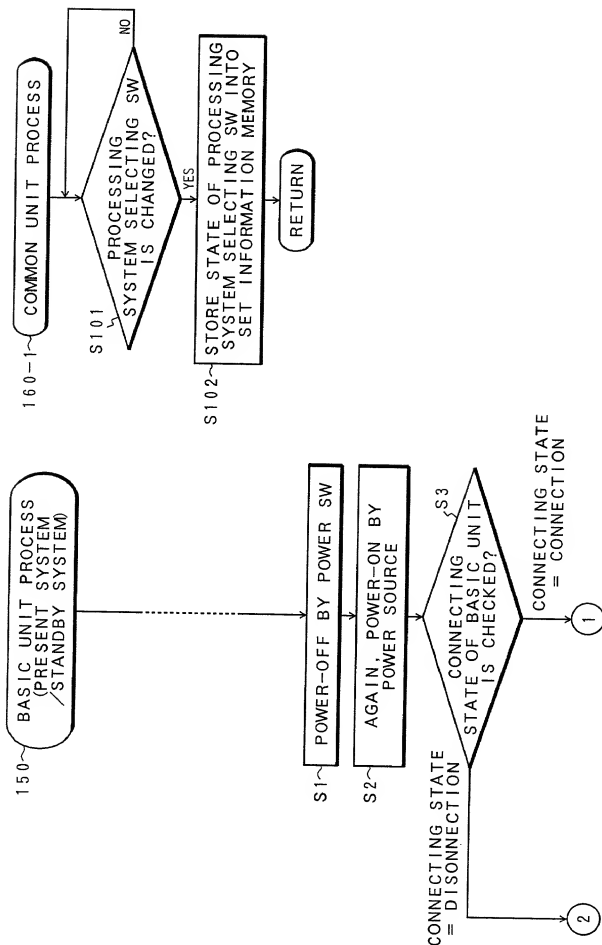 150
BASIC UNIT PROCESS
(PRESENT SYSTEM
/STANDBY SYSTEM)
S1
POWER-OFF BY POWER SW
S2
AGAIN, POWER-ON BY
POWER SOURCE
S3
CONNECTING
STATE OF BASIC UNIT
IS CHECKED?
CONNECTING STATE
= DISONNECTION
CONNECTING STATE
= CONNECTION
2
1
160-1
COMMON UNIT PROCESS
S101
PROCESSING
SYSTEM SELECTING SW
IS CHANGED?
NO
YES
S102
STORE STATE OF PROCESSING
SYSTEM SELECTING SW INTO
SET INFORMATION MEMORY
RETURN